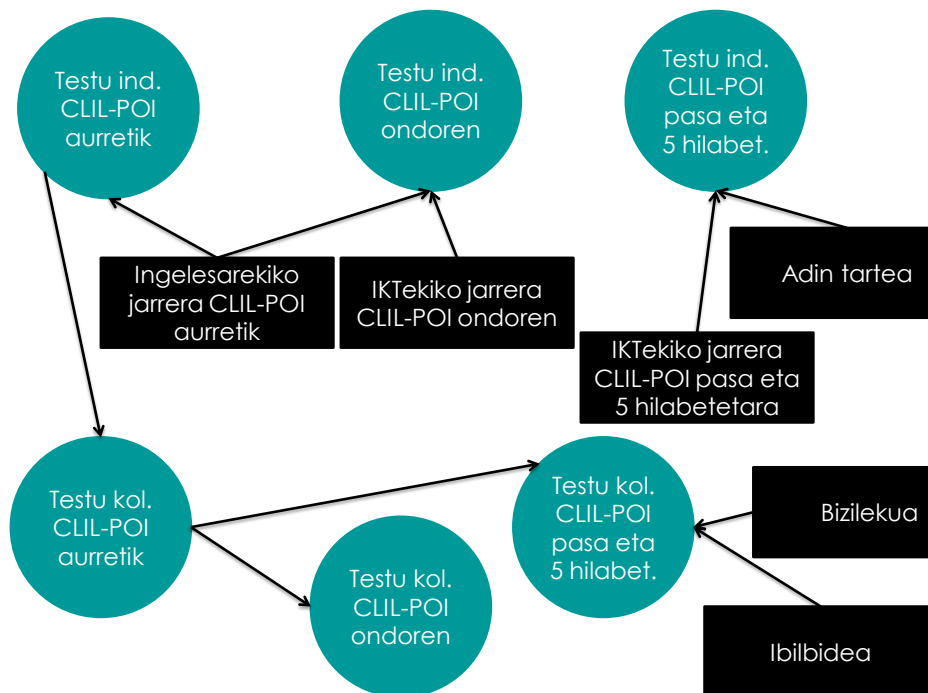 Testu ind.
CLIL-POI
aurretik
Testu ind.
CLIL-POI
ondoren
Testu ind.
CLIL-POI
pasa eta
5 hilabet.
Ingelesarekiko
jarrera CLIL-POI
aurretik
IKTekiko jarrera
CLIL-POI ondoren
Adin tartea
IKTekiko jarrera
CLIL-POI pasa eta
5 hilabetetara
Testu kol.
CLIL-POI
aurretik
Testu kol.
CLIL-POI
ondoren
Testu kol.
CLIL-POI
pasa eta
5 hilabet.
Bizilekua
Ibilbidea